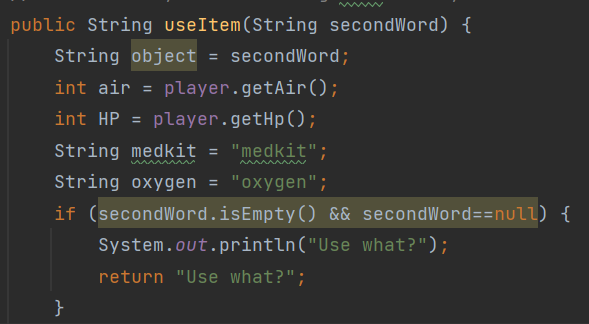 public String useItem(String secondWord) {
String object = secondWord;
int air = player.getAir();
int HP = player.getHp();
String medkit = "medkit";
String oxygen = "oxygen";
if (secondWord.isEmpty() && secondWord==null) {
System.out.println("Use what?");
return "Use what?";
}